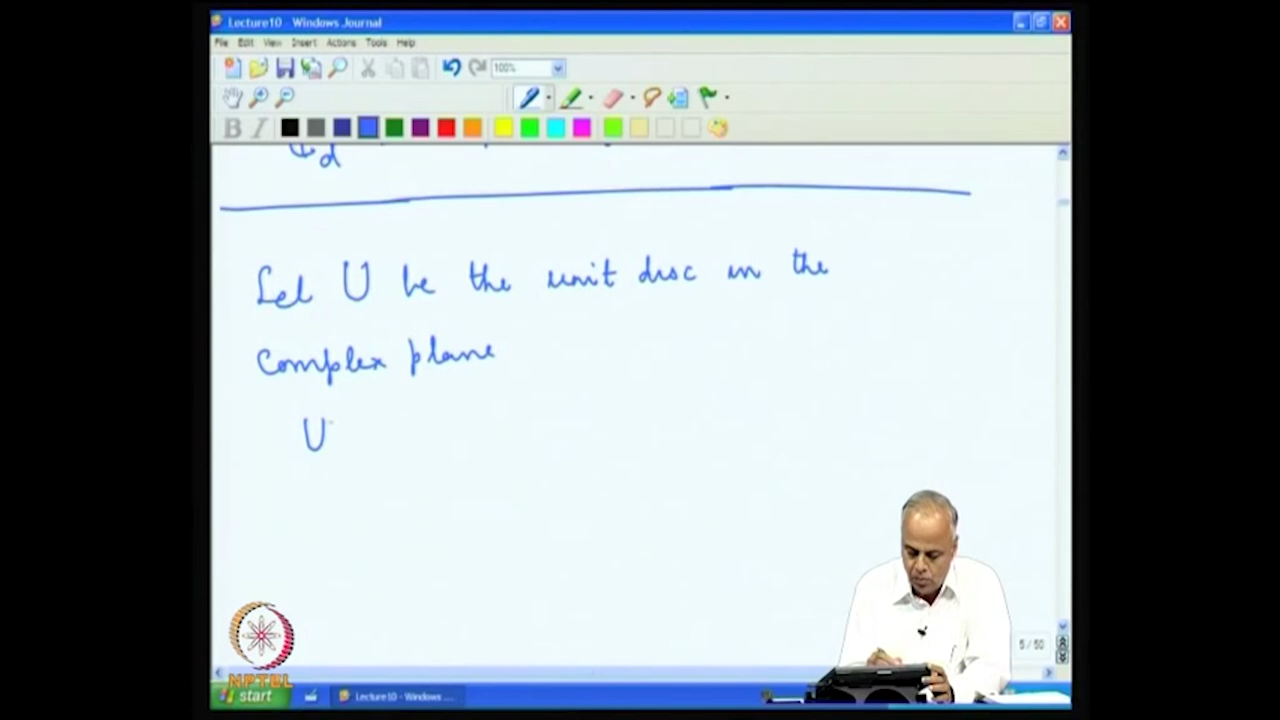 Lecture10 - Windows Journal
File Edit View Insert Actions Tools Help
100%
B I
d
Let U be the unit disc in the
complex plane
U
5 / 50
NPTEL
start Lecture10 - Windows ...